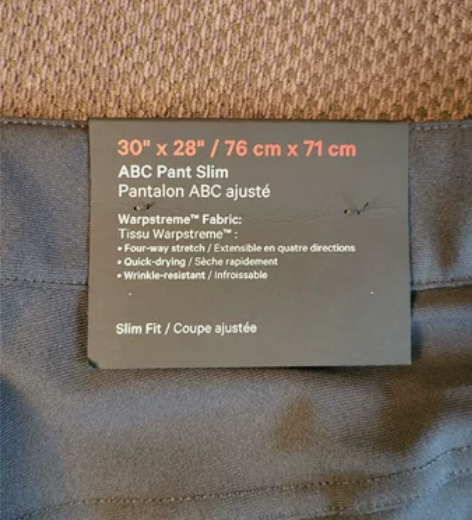 30" x 28" / 76 cm x 71 cm
ABC Pant Slim
Pantalon ABC ajusté
Warpstreme™ Fabric:
Tissu Warpstreme™ :
• Four-way stretch / Extensible en quatre directions
• Quick-drying / Sèche rapidement
• Wrinkle-resistant / Infroissable
Slim Fit / Coupe ajustée